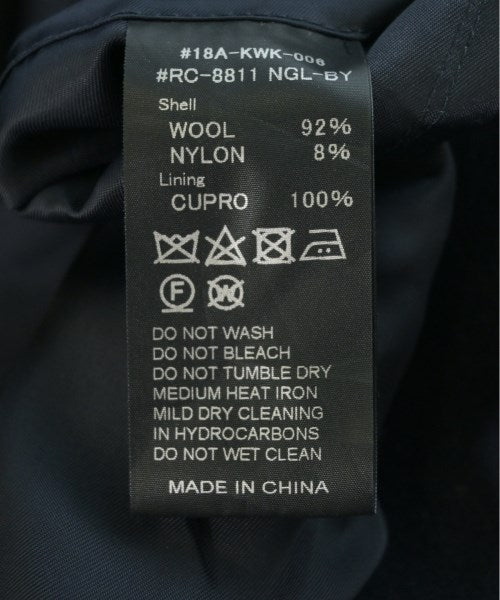 #18A-KWK-006
#RC-8811 NGL-BY
Shell
WOOL 92%
NYLON 8%
Lining
CUPRO 100%
F W
DO NOT WASH
DO NOT BLEACH
DO NOT TUMBLE DRY
MEDIUM HEAT IRON
MILD DRY CLEANING
IN HYDROCARBONS
DO NOT WET CLEAN
MADE IN CHINA